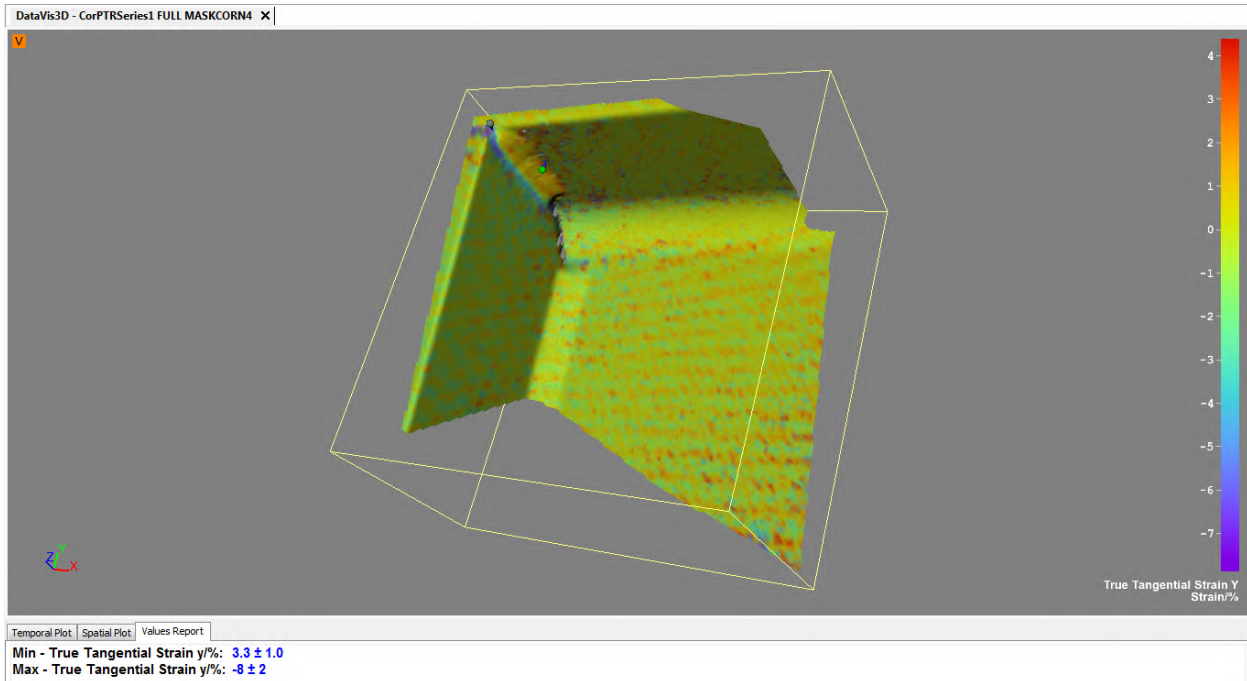 DataVis3D - CorPTRSeries1 FULL MASKCORN4 X
V
4
3
2
1
0
-1
-2
-3
-4
-5
-6
-7
True Tangential Strain Y
Strain/%
Z Y
X
Temporal Plot Spatial Plot Values Report
Min - True Tangential Strain y/%: 3.3 ± 1.0
Max - True Tangential Strain y/%: -8 ± 2